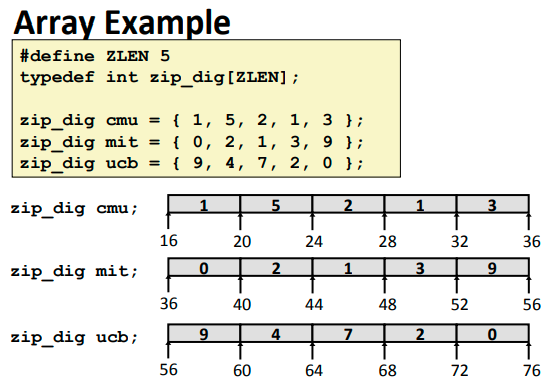 Array Example
#define ZLEN 5
typedef int zip_dig[ZLEN];
zip_dig cmu = { 1, 5, 2, 1, 3 };
zip_dig mit = { 0, 2, 1, 3, 9 };
zip_dig ucb = { 9, 4, 7, 2, 0 };
zip_dig cmu; 1 5 2 1 3
16 20 24 28 32 36
zip_dig mit; 0 2 1 3 9
36 40 44 48 52 56
zip_dig ucb; 9 4 7 2 0
56 60 64 68 72 76